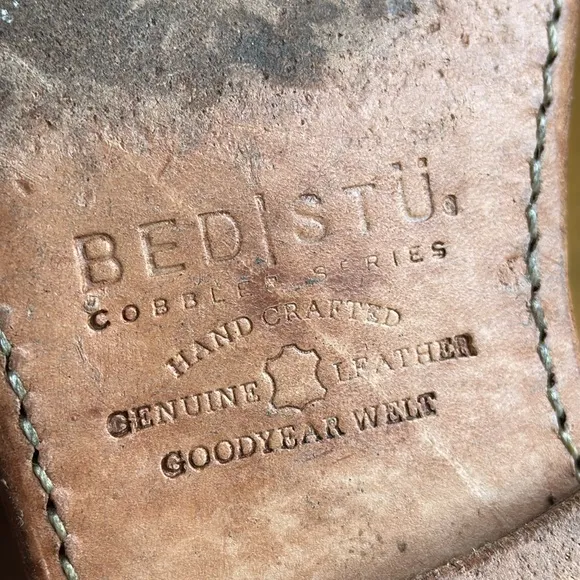 BED|STÜ
COBBLER SERIES
HAND CRAFTED
GENUINE LEATHER
GOODYEAR WELT